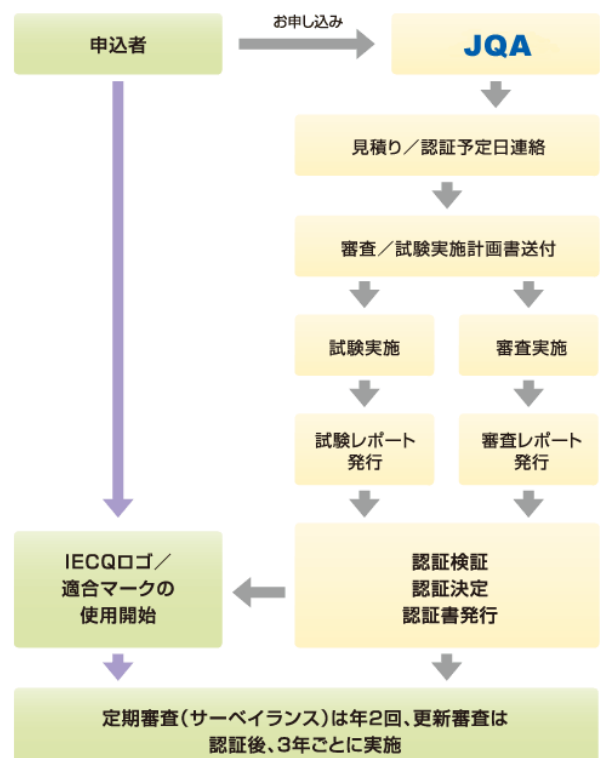 お申し込み
申込者
JQA
見積り／認証予定日連絡
審査／試験実施計画書送付
試験実施
審査実施
試験レポート
発行
審査レポート
発行
IECQロゴ／
適合マークの
使用開始
認証検証
認証決定
認証書発行
定期審査（サーベイランス）は年2回、更新審査は
認証後、3年ごとに実施